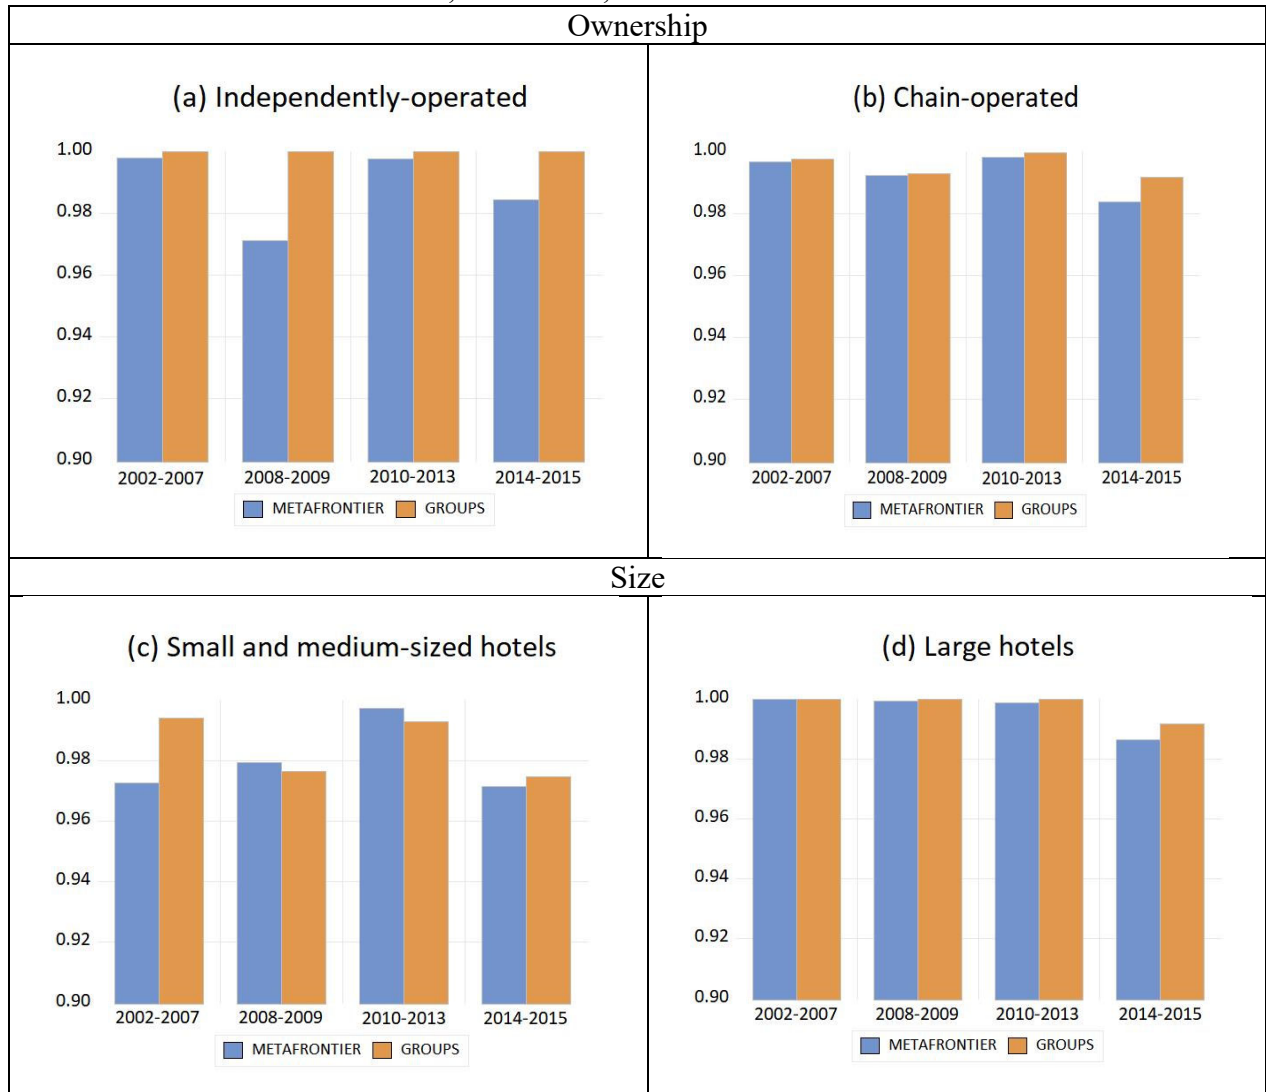 Ownership
(a) Independently-operated
1.00
0.98
0.96
0.94
0.92
0.90
2002-2007 2008-2009 2010-2013 2014-2015
METAFRONTIER GROUPS
(b) Chain-operated
1.00
0.98
0.96
0.94
0.92
0.90
2002-2007 2008-2009 2010-2013 2014-2015
METAFRONTIER GROUPS
Size
(c) Small and medium-sized hotels
1.00
0.98
0.96
0.94
0.92
0.90
2002-2007 2008-2009 2010-2013 2014-2015
METAFRONTIER GROUPS
(d) Large hotels
1.00
0.98
0.96
0.94
0.92
0.90
2002-2007 2008-2009 2010-2013 2014-2015
METAFRONTIER GROUPS